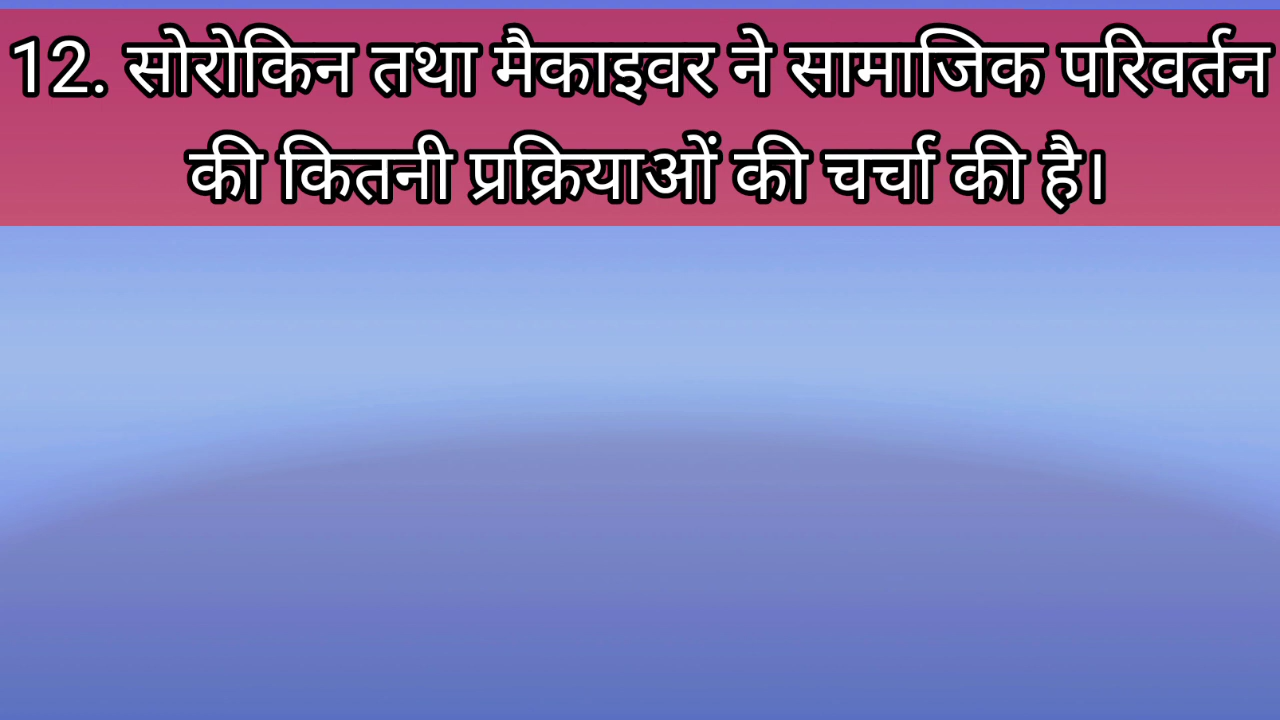 12. सोरोकिन तथा मैकाइवर ने सामाजिक परिवर्तन
की कितनी प्रक्रियाओं की चर्चा की है।